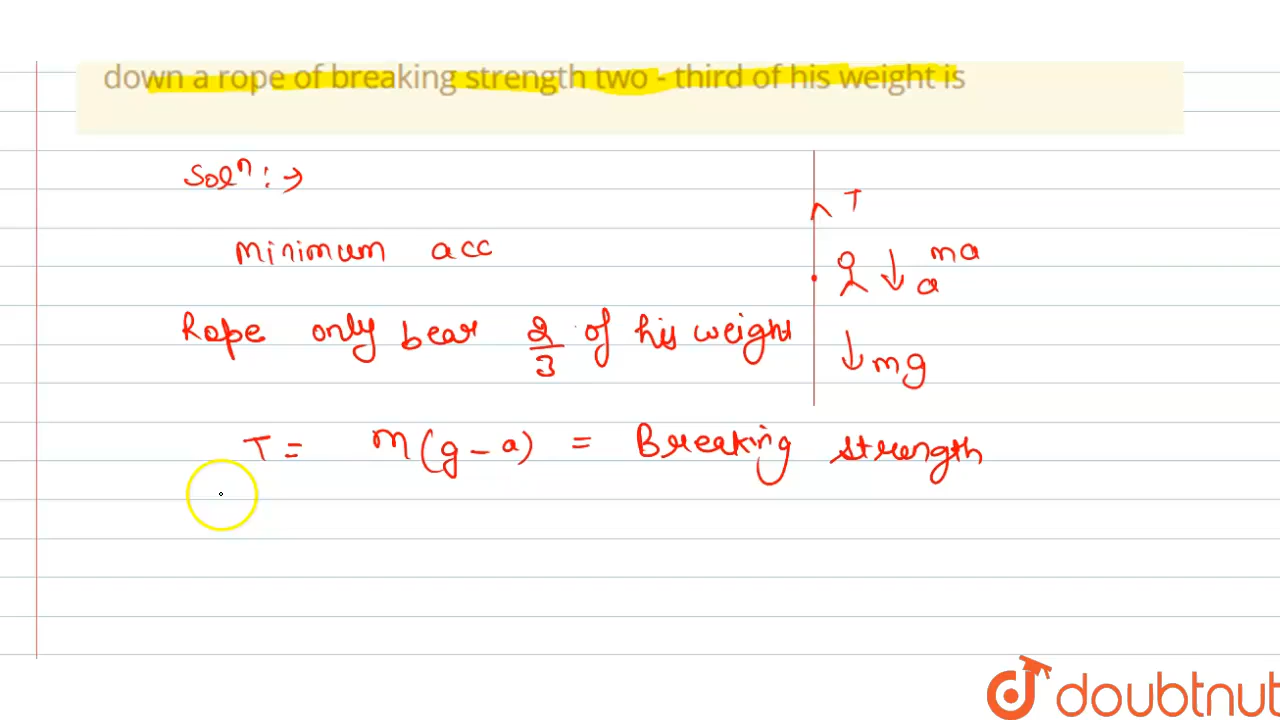 down a rope of breaking strength two - third of his weight is
Solⁿ : →
T
minimum acc
ma
a
Rope only bear 2/3 of his weight
mg
T = m(g - a) = Breaking strength
doubtnut